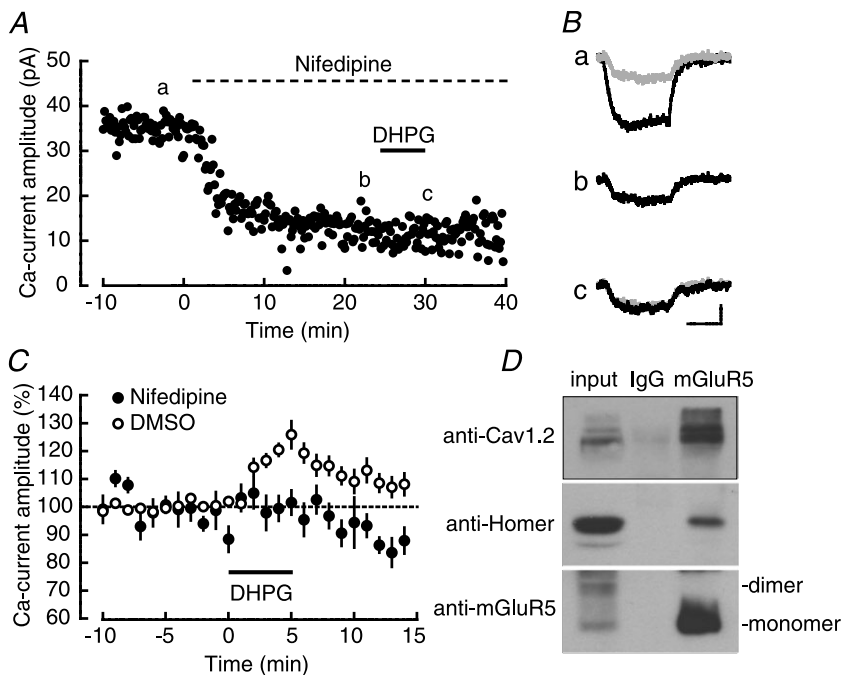 A
Ca-current amplitude (pA)
50
40
30
20
10
0
-10 0 10 20 30 40
Time (min)
Nifedipine
DHPG
a
b
c
B
a
b
c
C
Ca-current amplitude (%)
140
130
120
110
100
90
80
70
60
-10 -5 0 5 10 15
Time (min)
Nifedipine
DMSO
DHPG
D
input IgG mGluR5
anti-Cav1.2
anti-Homer
anti-mGluR5
-dimer
-monomer